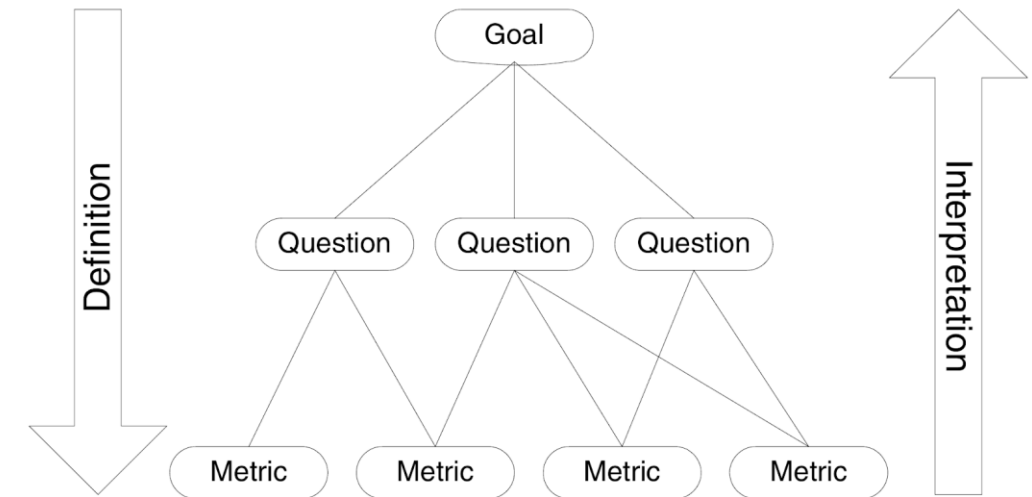 Goal
Definition
Interpretation
Question
Question
Question
Metric
Metric
Metric
Metric